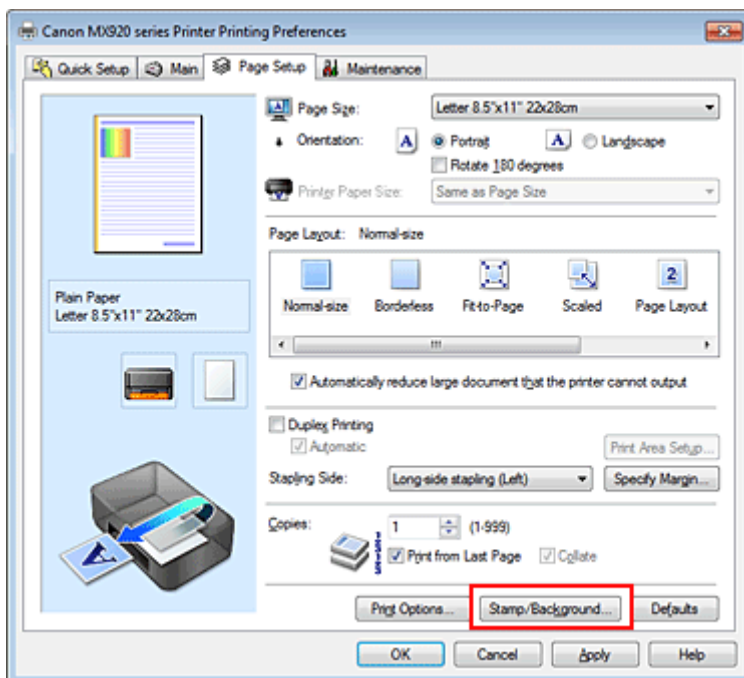 Canon MX920 series Printer Printing Preferences
Quick Setup Main Page Setup Maintenance
Page Size: Letter 8.5"x11" 22x28cm
Orientation: A Portrait A Landscape
Rotate 180 degrees
Printer Paper Size: Same as Page Size
Page Layout: Normal-size
Normal-size Borderless Fit-to-Page Scaled Page Layout
Plain Paper
Letter 8.5"x11" 22x28cm
Automatically reduce large document that the printer cannot output
Duplex Printing
Automatic
Print Area Setup...
Stapling Side: Long-side stapling (Left) Specify Margin...
Copies: 1 (1-999)
Print from Last Page Collate
Print Options... Stamp/Background... Defaults
OK Cancel Apply Help